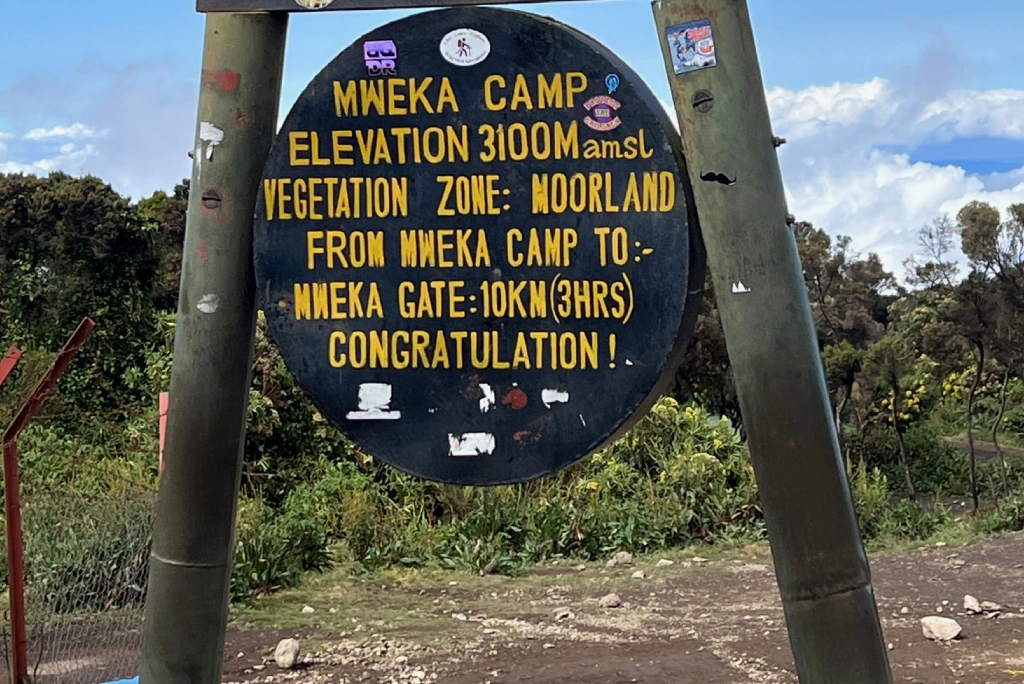 MWEKA CAMP
ELEVATION 3100M amsl
VEGETATION ZONE: MOORLAND
FROM MWEKA CAMP TO:-
MWEKA GATE:10KM(3HRS)
CONGRATULATION!